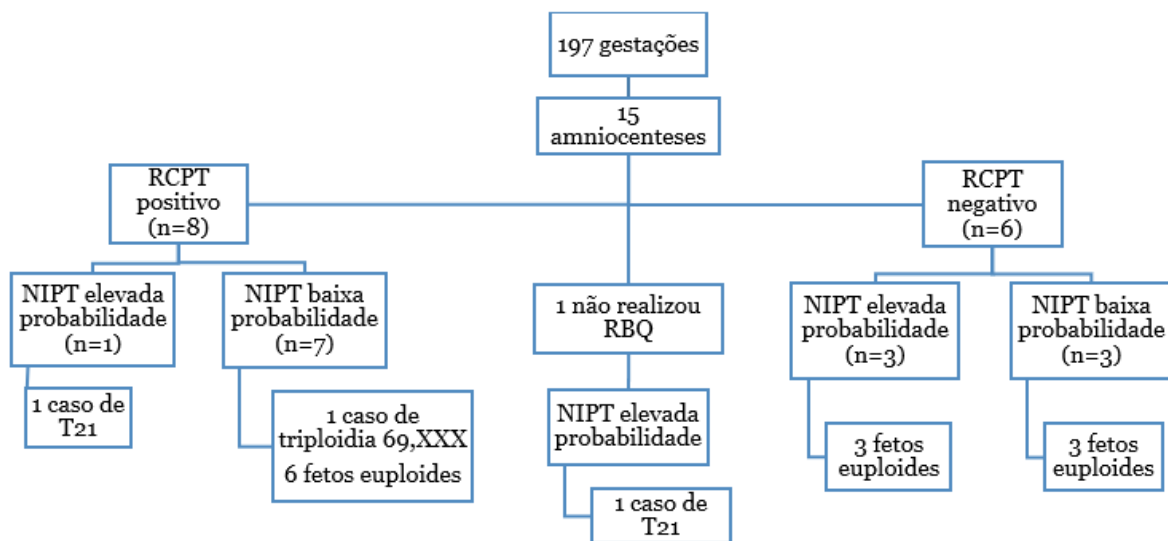 197 gestações
15
amniocenteses
RCPT
positivo
(n=8)
RCPT
negativo
(n=6)
NIPT elevada
probabilidade
(n=1)
NIPT baixa
probabilidade
(n=7)
1 não realizou
RBQ
NIPT elevada
probabilidade
(n=3)
NIPT baixa
probabilidade
(n=3)
1 caso de
T21
1 caso de
triploidia 69,XXX
6 fetos euploides
NIPT elevada
probabilidade
3 fetos
euploides
3 fetos
euploides
1 caso de
T21